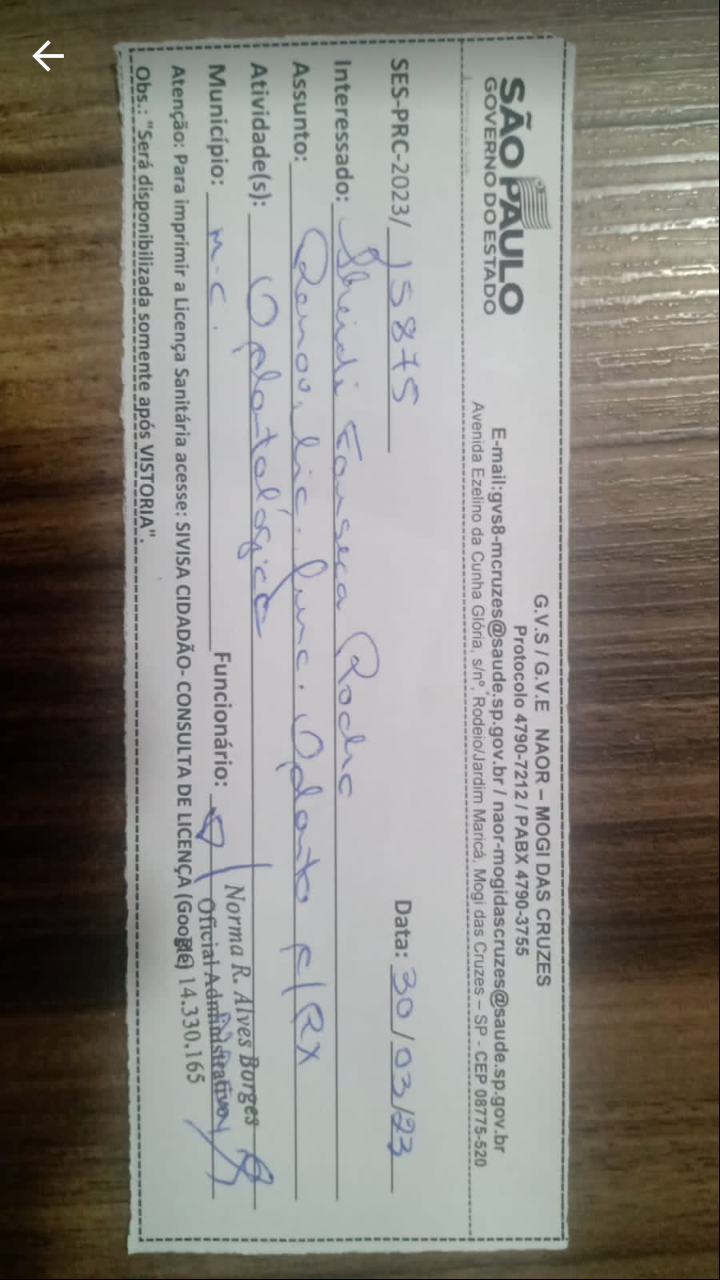 SÃO PAULO
GOVERNO DO ESTADO
G.V.S / G.V.E NAOR – MOGI DAS CRUZES
Protocolo 4790-7212 / PABX 4790-3755
E-mail:gvs8-mcruzes@saude.sp.gov.br / naor-mogidascruzes@saude.sp.gov.br
Avenida Ezelino da Cunha Glória, s/nº, Rodeio/Jardim Maricá, Mogi das Cruzes – SP - CEP 08775-520
SES-PRC-2023/ 15875 Data: 30/03/23
Interessado: Fonseca Rocha
Assunto: Renov. lic. func. Odonto c/RX
Atividade(s): Odontológica
Município: m.c. Funcionário:
Norma R. Alves Borges
Oficial Administrativo
RG 14.330.165
Atenção: Para imprimir a Licença Sanitária acesse: SIVISA CIDADÃO- CONSULTA DE LICENÇA (Google)
Obs.: "Será disponibilizada somente após VISTORIA".